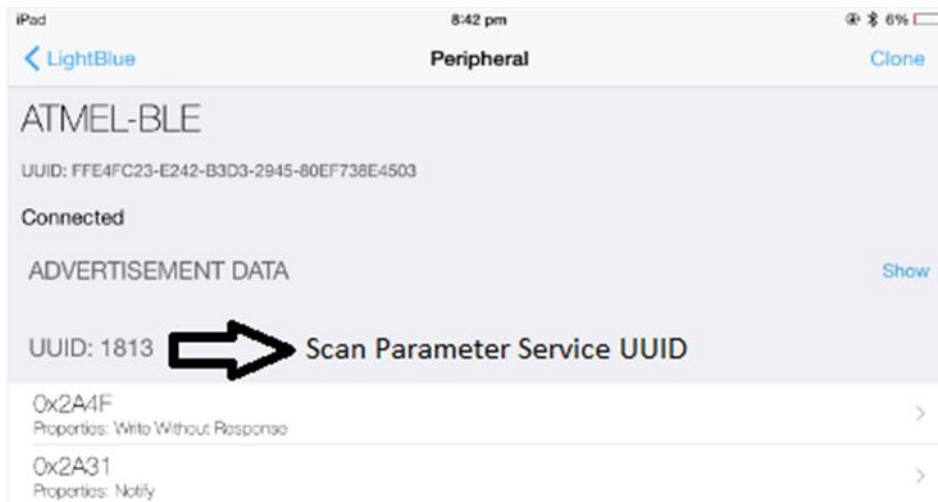 iPad 8:42 pm 6%
LightBlue Peripheral Clone
ATMEL-BLE
UUID: FFE4FC23-E242-B3D3-2945-80EF738E4503
Connected
ADVERTISEMENT DATA Show
UUID: 1813 Scan Parameter Service UUID
0x2A4F
Properties: Write Without Response
0x2A31
Properties: Notify